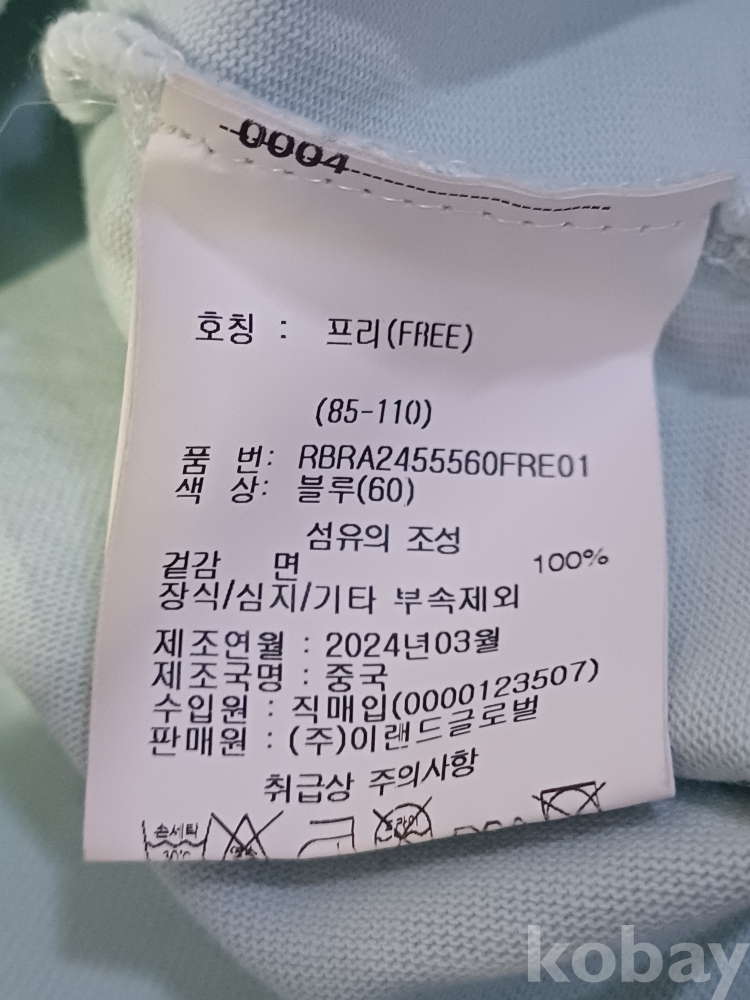 0004
호칭 : 프리(FREE)
(85-110)
품 번: RBRA2455560FRE01
색 상: 블루(60)
섬유의 조성
겉감 면 100%
장식/심지/기타 부속제외
제조연월 : 2024년03월
제조국명 : 중국
수입원 : 직매입(0000123507)
판매원 : (주)이랜드글로벌
취급상 주의사항
손세탁 드라이
30℃
kobay